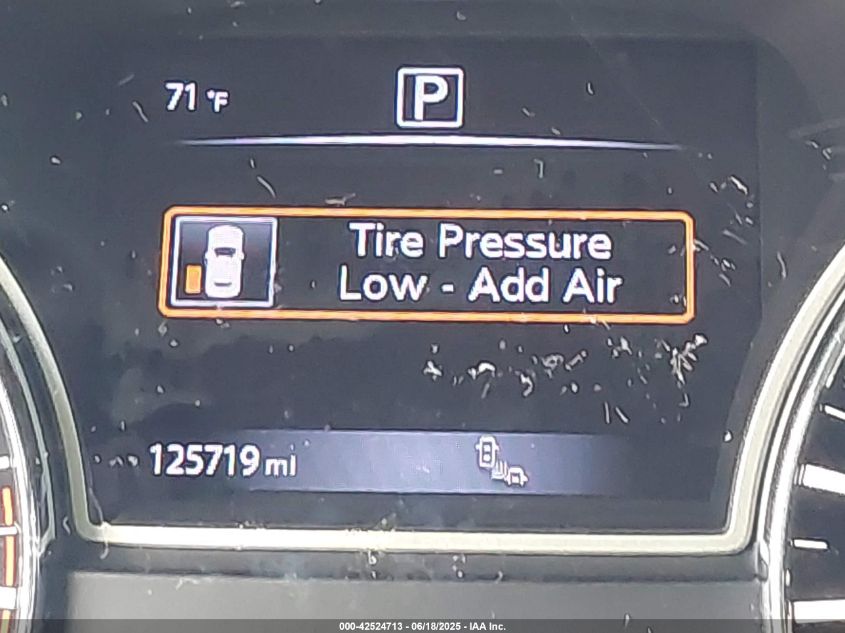 71 °F
P
Tire Pressure
Low - Add Air
125719 mi
000-42524713 - 06/18/2025 - IAA Inc.